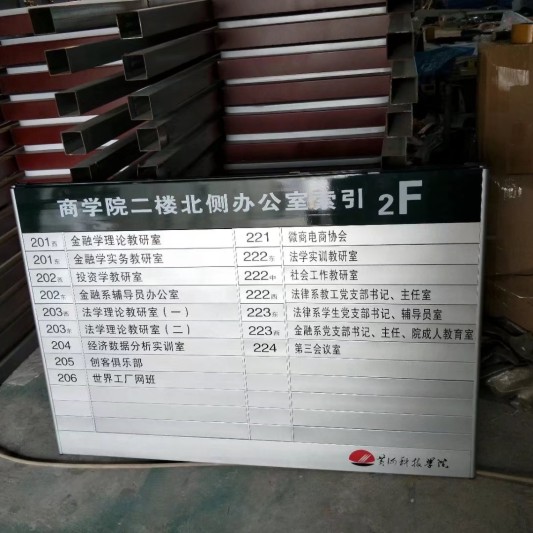 商学院二楼北侧办公室索引 2F
201西 金融学理论教研室
201东 金融学实务教研室
202西 投资学教研室
202东 金融系辅导员办公室
203西 法学理论教研室（一）
203东 法学理论教研室（二）
204 经济数据分析实训室
205 创客俱乐部
206 世界工厂网班
221 微商电商协会
222东 法学实训教研室
222中 社会工作教研室
222西 法律系教工党支部书记、主任室
223东 法律系学生党支部书记、辅导员室
223西 金融系党支部书记、主任、院成人教育室
224 第三会议室
黄河科技学院